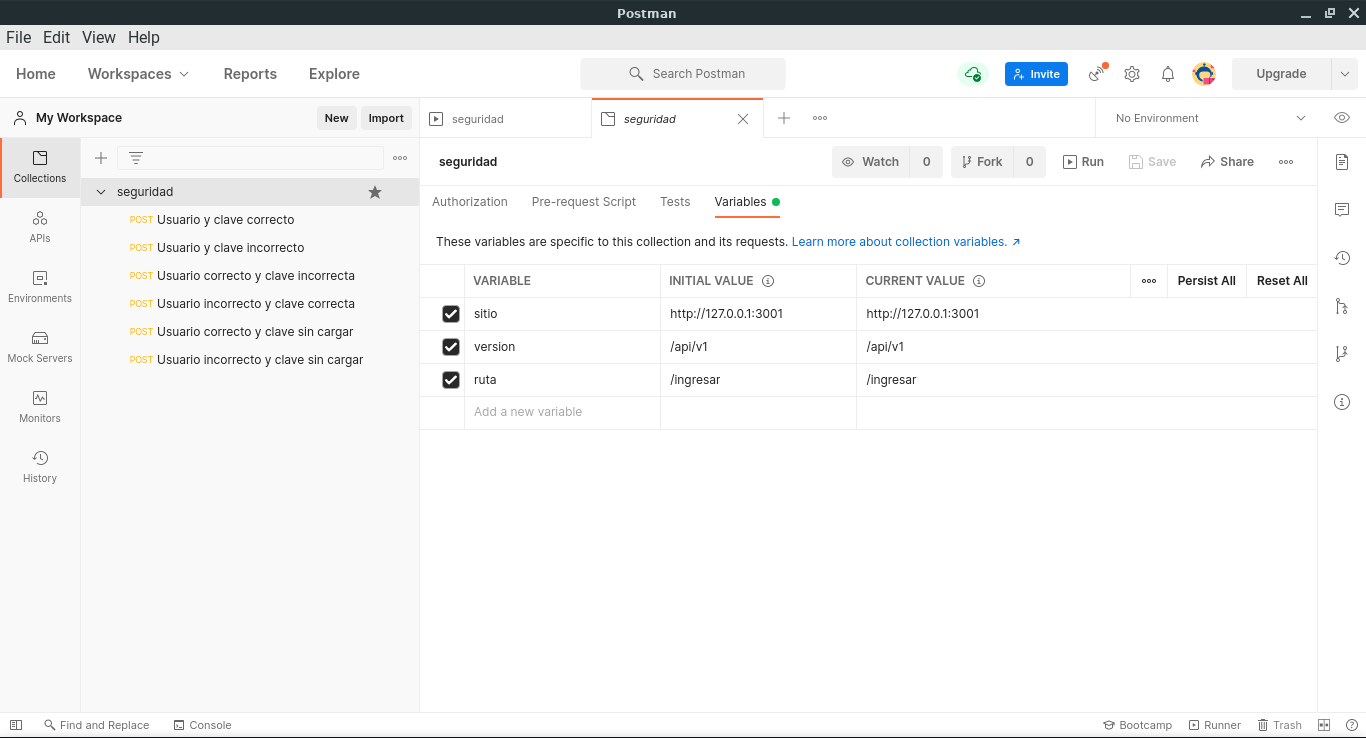 Postman
File Edit View Help
Home Workspaces Reports Explore Search Postman Invite Upgrade
My Workspace New Import seguridad seguridad No Environment
Collections
APIs
Environments
Mock Servers
Monitors
History
seguridad
POST Usuario y clave correcto
POST Usuario y clave incorrecto
POST Usuario correcto y clave incorrecta
POST Usuario incorrecto y clave correcta
POST Usuario correcto y clave sin cargar
POST Usuario incorrecto y clave sin cargar
seguridad Watch 0 Fork 0 Run Save Share
Authorization Pre-request Script Tests Variables
These variables are specific to this collection and its requests. Learn more about collection variables. ↗
VARIABLE INITIAL VALUE CURRENT VALUE Persist All Reset All
sitio http://127.0.0.1:3001 http://127.0.0.1:3001
version /api/v1 /api/v1
ruta /ingresar /ingresar
Add a new variable
Find and Replace Console Bootcamp Runner Trash